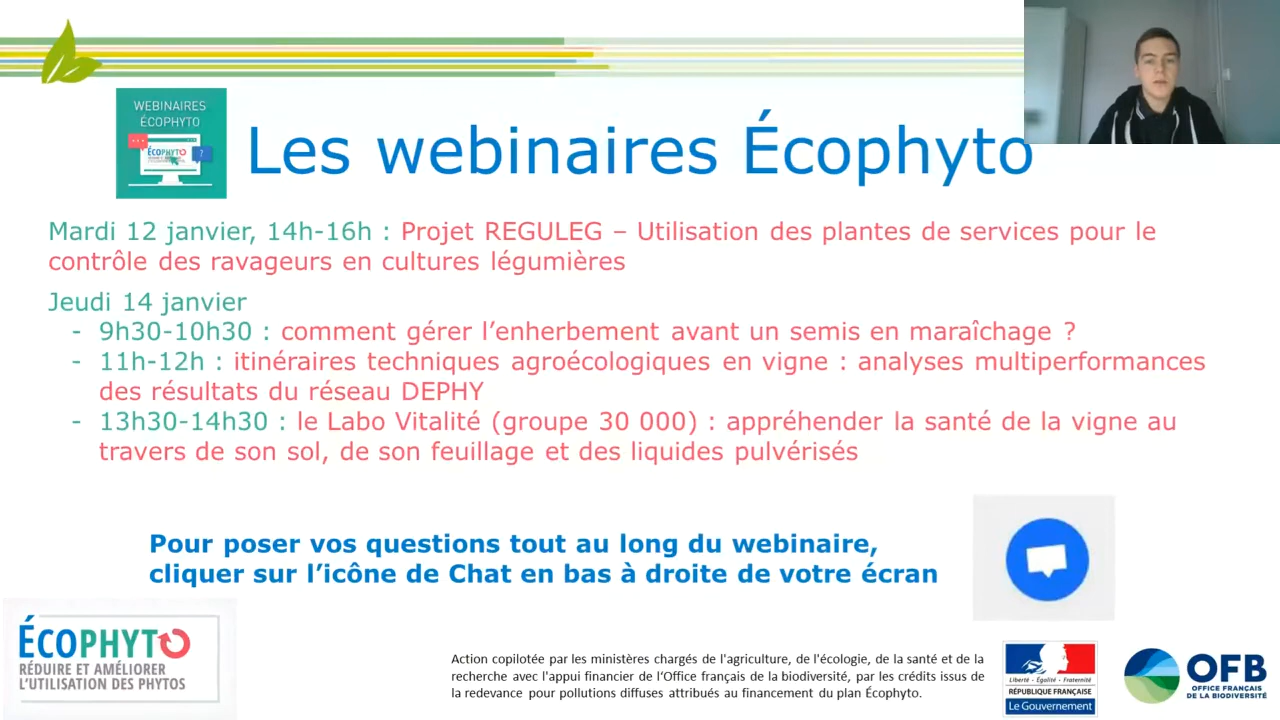 WEBINAIRES
ÉCOPHYTO
ÉCOPHYTO
?
Les webinaires Écophyto
Mardi 12 janvier, 14h-16h : Projet REGULEG – Utilisation des plantes de services pour le
contrôle des ravageurs en cultures légumières
Jeudi 14 janvier
- 9h30-10h30 : comment gérer l’enherbement avant un semis en maraîchage ?
- 11h-12h : itinéraires techniques agroécologiques en vigne : analyses multiperformances
des résultats du réseau DEPHY
- 13h30-14h30 : le Labo Vitalité (groupe 30 000) : appréhender la santé de la vigne au
travers de son sol, de son feuillage et des liquides pulvérisés
Pour poser vos questions tout au long du webinaire,
cliquer sur l’icône de Chat en bas à droite de votre écran
ÉCOPHYTO
RÉDUIRE ET AMÉLIORER
L'UTILISATION DES PHYTOS
Action copilotée par les ministères chargés de l'agriculture, de l'écologie, de la santé et de la
recherche avec l'appui financier de l‘Office français de la biodiversité, par les crédits issus de
la redevance pour pollutions diffuses attribués au financement du plan Écophyto.
Liberté • Égalité • Fraternité
RÉPUBLIQUE FRANÇAISE
Le Gouvernement
OFB
OFFICE FRANÇAIS
DE LA BIODIVERSITÉ